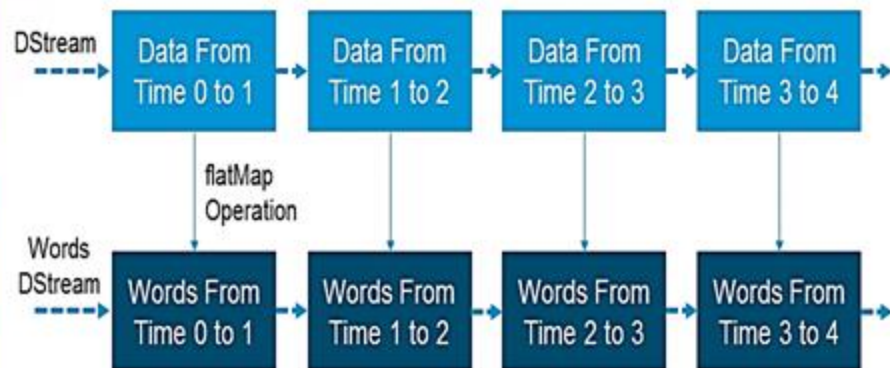 DStream
Data From
Time 0 to 1
Data From
Time 1 to 2
Data From
Time 2 to 3
Data From
Time 3 to 4
flatMap
Operation
Words
DStream
Words From
Time 0 to 1
Words From
Time 1 to 2
Words From
Time 2 to 3
Words From
Time 3 to 4